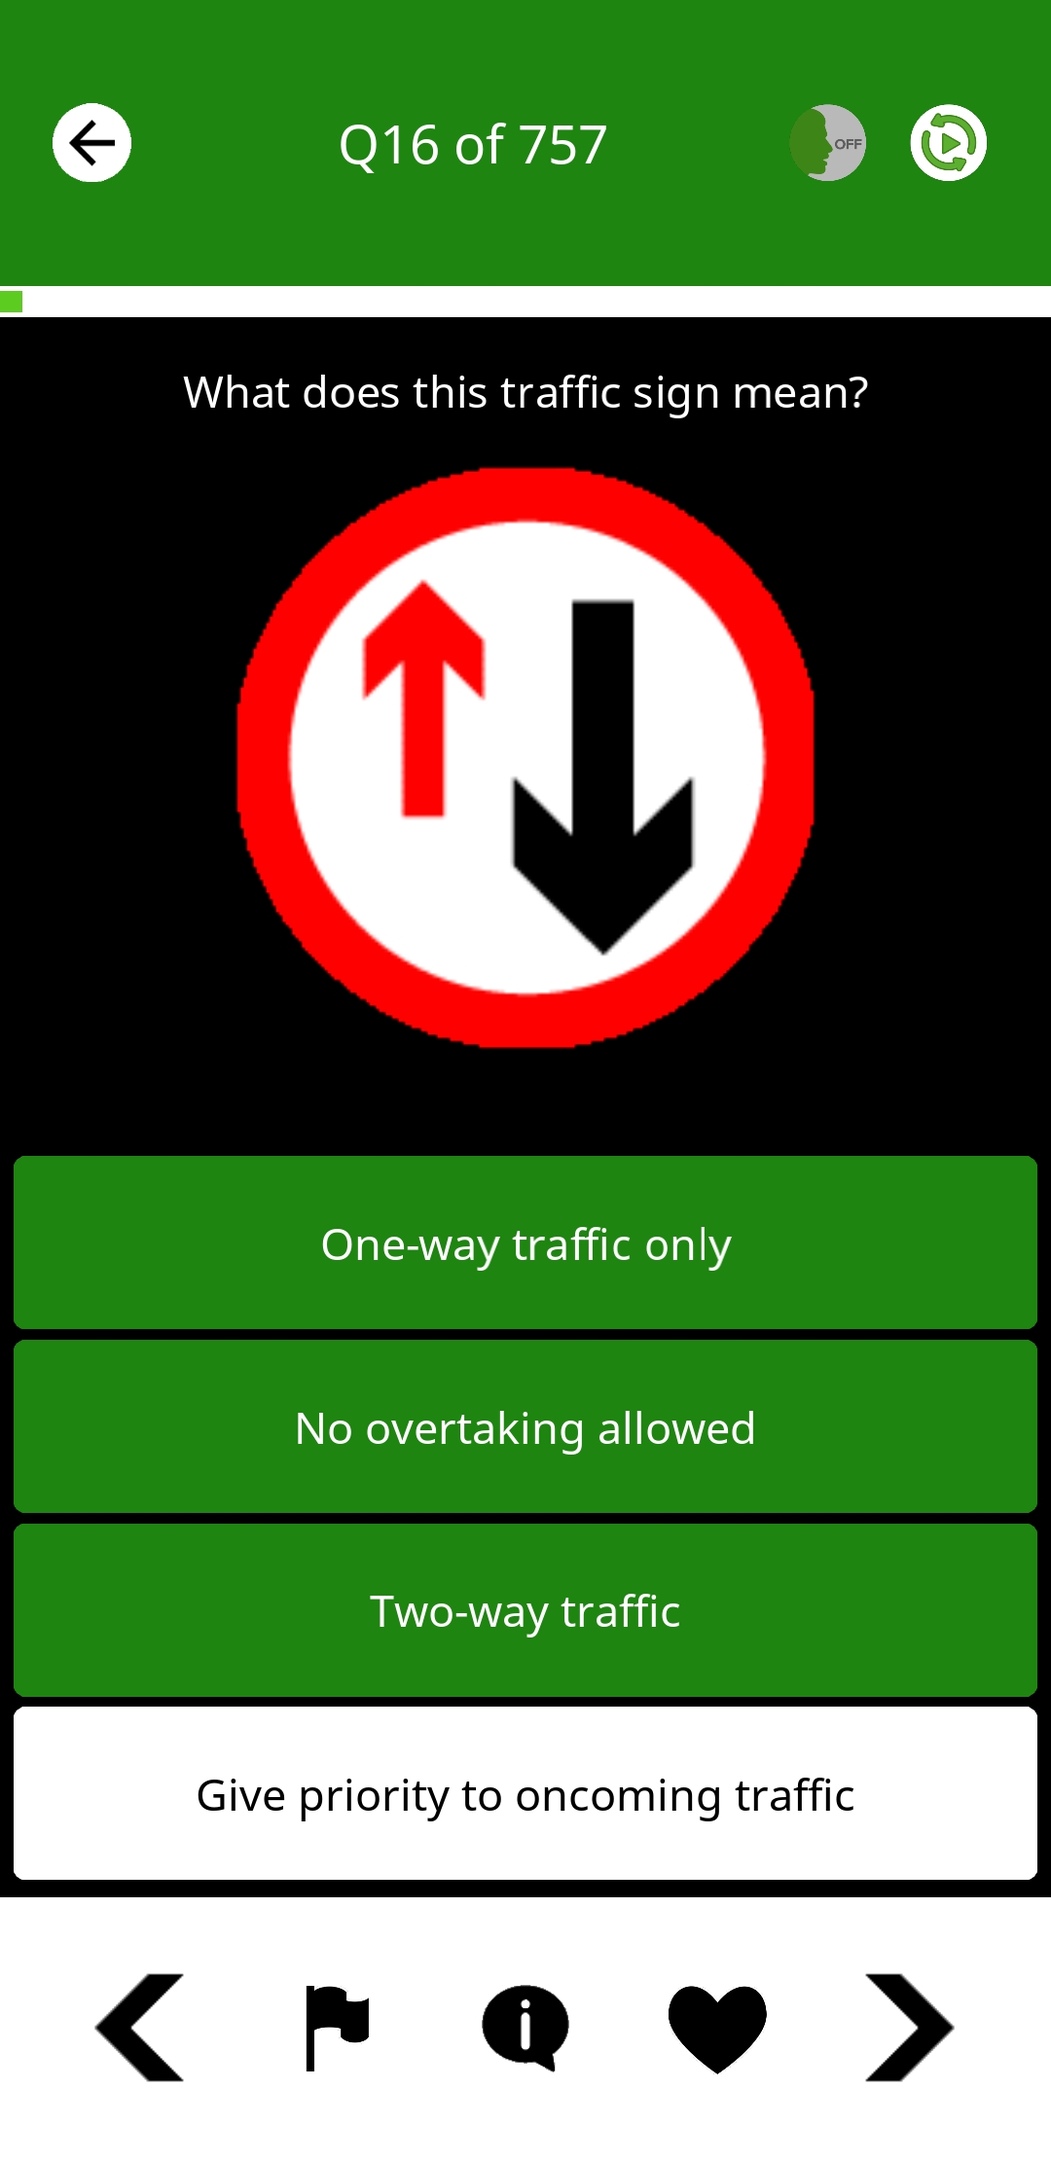 Q16 of 757
OFF
What does this traffic sign mean?
One-way traffic only
No overtaking allowed
Two-way traffic
Give priority to oncoming traffic